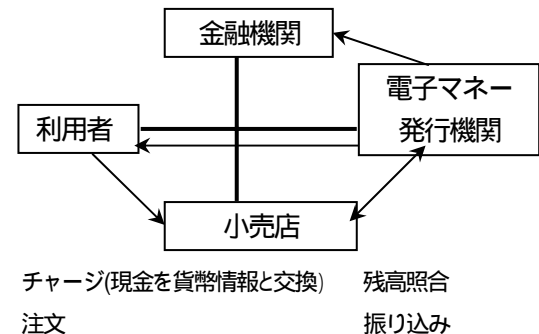 金融機関
電子マネー
発行機関
利用者
小売店
チャージ(現金を貨幣情報と交換) 残高照合
注文 振り込み